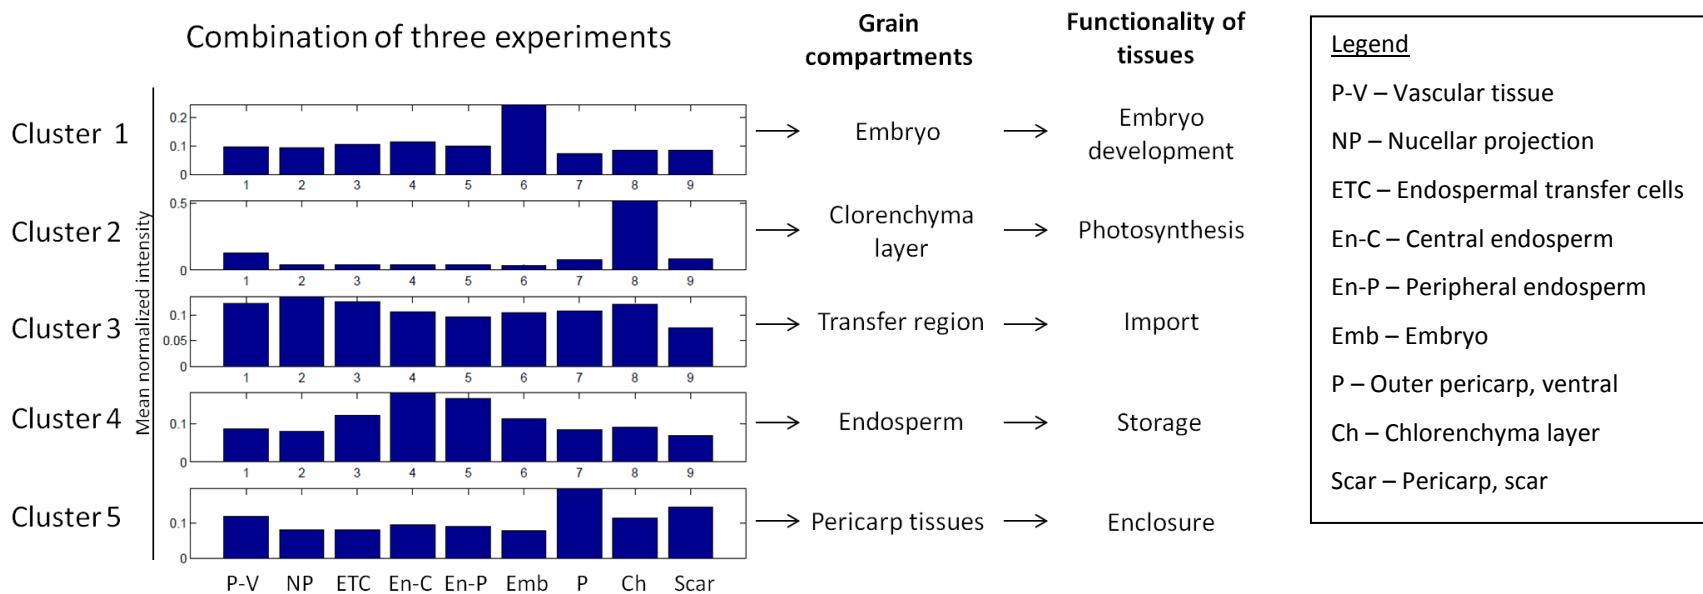 Combination of three experiments
Grain
compartments
Functionality of
tissues
Mean normalized intensity
Cluster 1
0.2
0.1
0
1 2 3 4 5 6 7 8 9
Embryo
Embryo
development
Cluster 2
0.5
0
1 2 3 4 5 6 7 8 9
Clorenchyma
layer
Photosynthesis
Cluster 3
0.1
0.05
0
1 2 3 4 5 6 7 8 9
Transfer region
Import
Cluster 4
0.1
0
1 2 3 4 5 6 7 8 9
Endosperm
Storage
Cluster 5
0.1
0
Pericarp tissues
Enclosure
P-V NP ETC En-C En-P Emb P Ch Scar
Legend
P-V – Vascular tissue
NP – Nucellar projection
ETC – Endospermal transfer cells
En-C – Central endosperm
En-P – Peripheral endosperm
Emb – Embryo
P – Outer pericarp, ventral
Ch – Chlorenchyma layer
Scar – Pericarp, scar